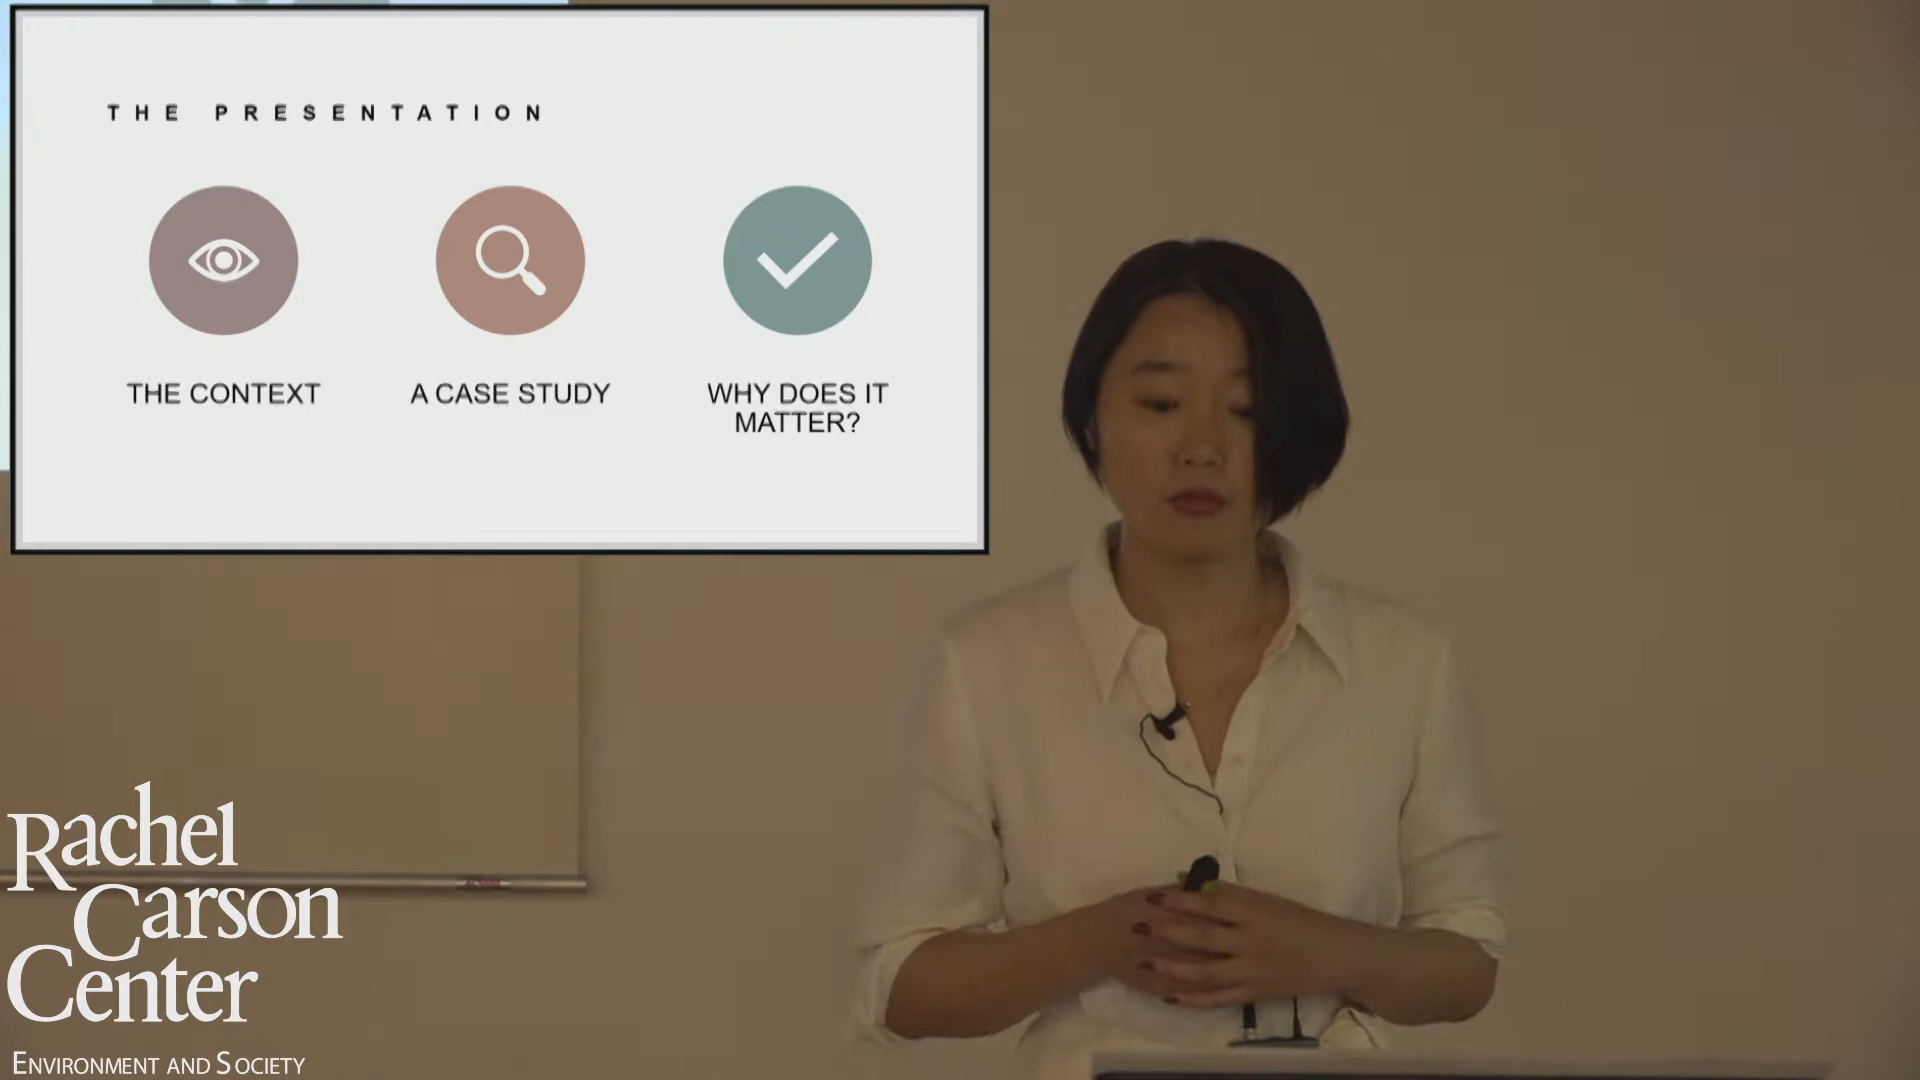 THE PRESENTATION
THE CONTEXT
A CASE STUDY
WHY DOES IT
MATTER?
Rachel
Carson
Center
ENVIRONMENT AND SOCIETY